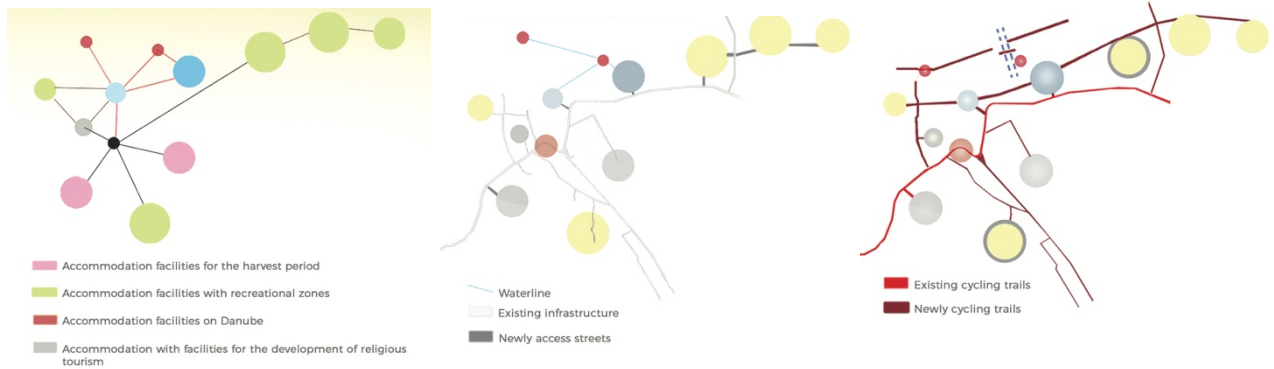 Accommodation facilities for the harvest period
Accommodation facilities with recreational zones
Accommodation facilities on Danube
Accommodation with facilities for the development of religious
tourism
Waterline
Existing infrastructure
Newly access streets
Existing cycling trails
Newly cycling trails